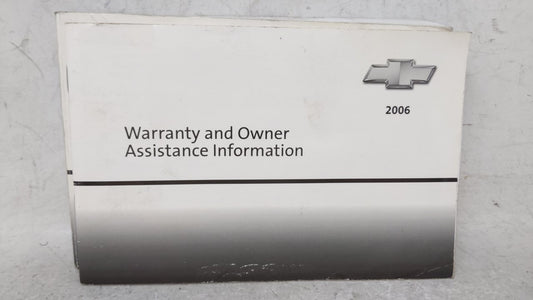 2006
Warranty and Owner
Assistance Information